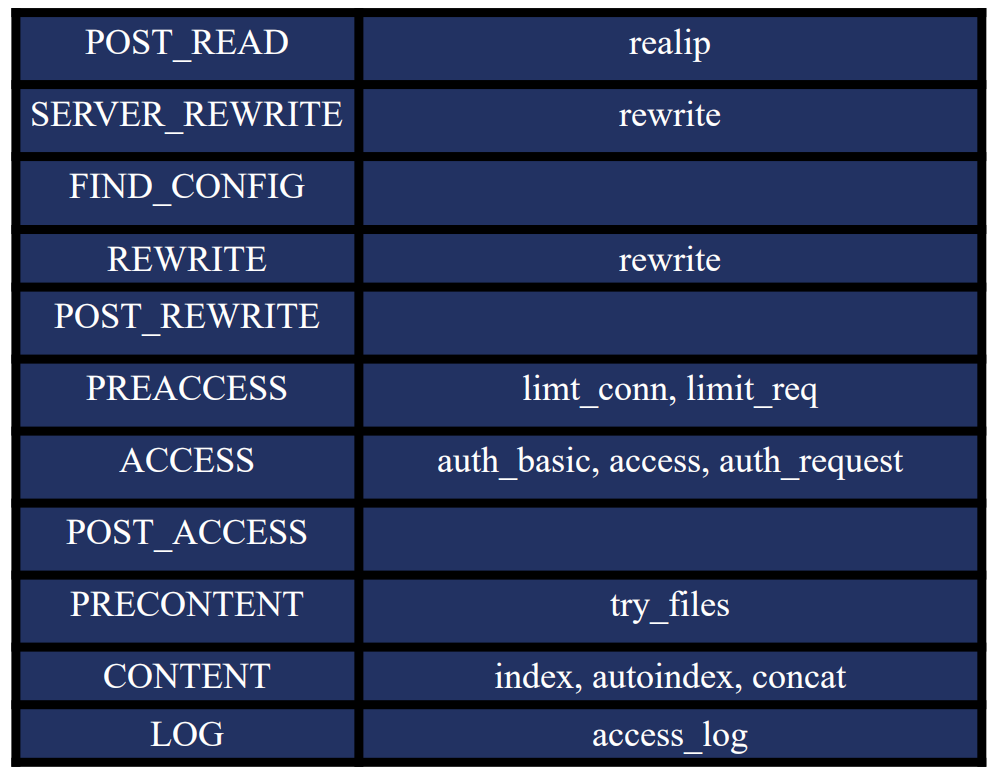 POST_READ realip
SERVER_REWRITE rewrite
FIND_CONFIG
REWRITE rewrite
POST_REWRITE
PREACCESS limt_conn, limit_req
ACCESS auth_basic, access, auth_request
POST_ACCESS
PRECONTENT try_files
CONTENT index, autoindex, concat
LOG access_log